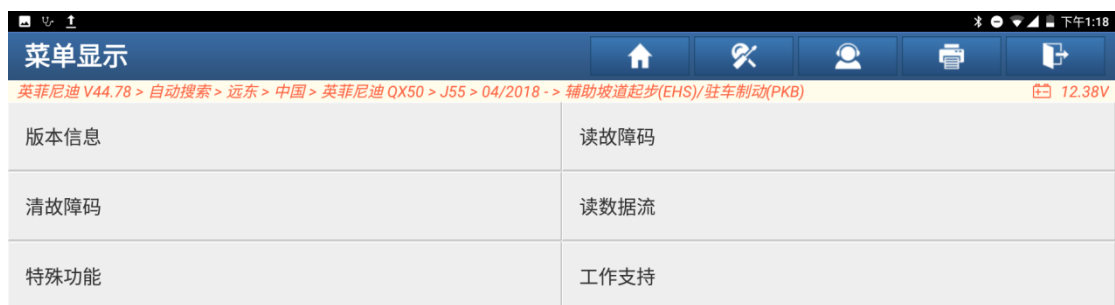 下午1:18
菜单显示
英菲尼迪 V44.78 > 自动搜索 > 远东 > 中国 > 英菲尼迪 QX50 > J55 > 04/2018 - > 辅助坡道起步(EHS)/驻车制动(PKB) 12.38V
版本信息 读故障码
清故障码 读数据流
特殊功能 工作支持